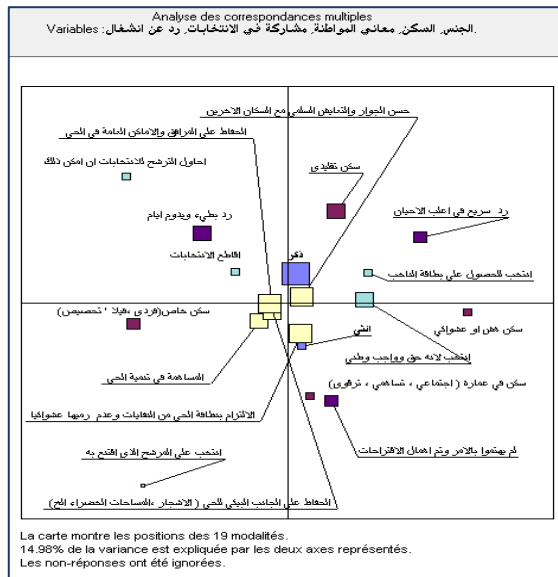 Analyse des correspondances multiples
Variables : الجنس, السكن, معاني المواطنة, مشاركة في الانتخابات, رد عن انشغال.
حسن الجوار والتعايش السلمي مع السكان الاخرين
الحفاظ على المرافق والاماكن العامة في الحي
احاول الترشح للانتخابات ان امكن ذلك
سكن تقليدي
رد بطيء ويدوم ايام
رد سريع في اغلب الاحيان
ذكر
اقاطع الانتخابات
انتخب للحصول على بطاقة الناخب
سكن خاص(فردي ،فيلا ' تحصيص)
سكن هش او عشوائي
انثي
انتخب لانه حق وواجب وطني
المساهمة في تنمية الحي
سكن في عمارة ( اجتماعي ، تساهمي ، ترقوي)
الالتزام بنظافة الحي من النفايات وعدم رميها عشوائيا
لم يهتموا بالامر وتم اهمال الاقتراحات
انتخب على المرشح الذي اقتنع به
الحفاظ على الجانب البيئي للحي ( الاشجار ،المساحات الخضراء الخ)
La carte montre les positions des 19 modalités.
14.98% de la variance est expliquée par les deux axes représentés.
Les non-réponses ont été ignorées.